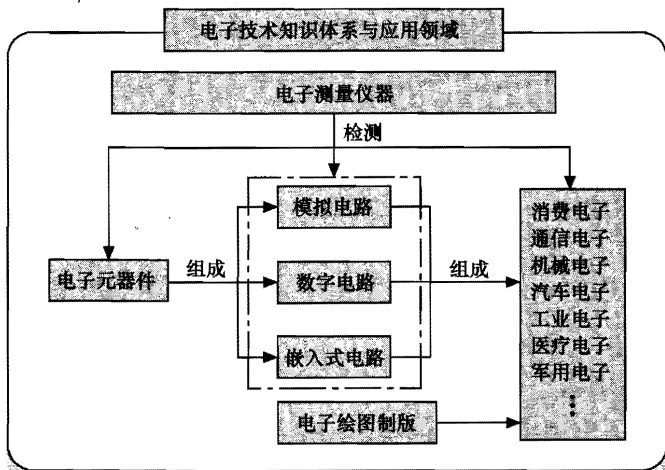 电子技术知识体系与应用领域
电子测量仪器
检测
模拟电路
消费电子
通信电子
电子元器件
组成
数字电路
组成
机械电子
汽车电子
工业电子
嵌入式电路
医疗电子
军用电子
电子绘图制版